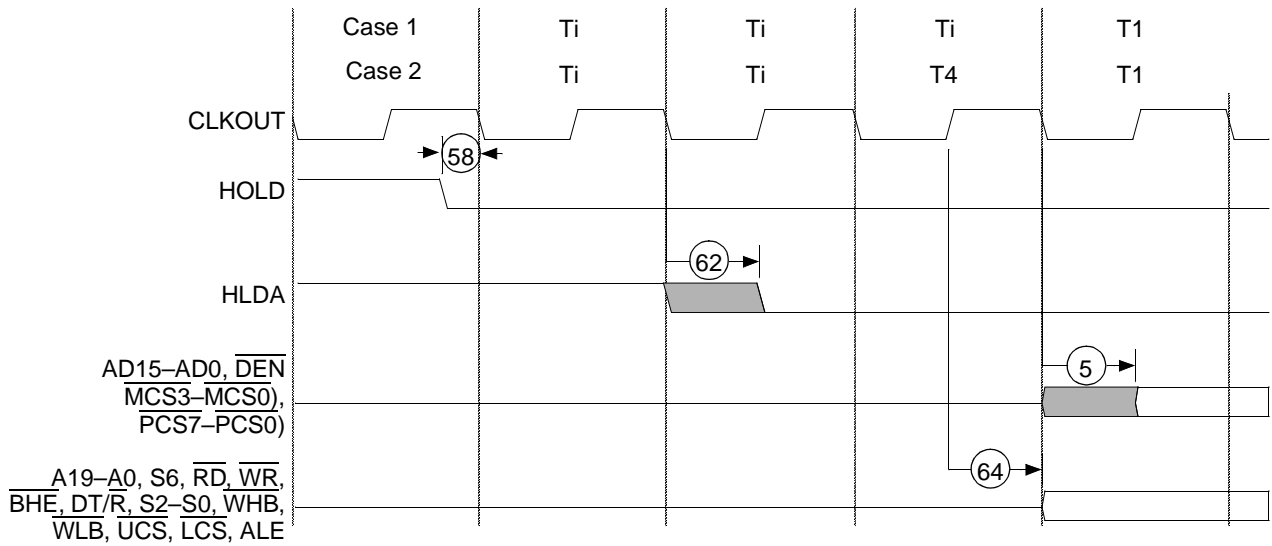 Case 1 Ti Ti Ti T1
Case 2 Ti Ti T4 T1
CLKOUT
58
HOLD
62
HLDA
AD15–AD0, DEN
MCS3–MCS0),
PCS7–PCS0)
5
A19–A0, S6, RD, WR,
BHE, DT/R, S2–S0, WHB,
WLB, UCS, LCS, ALE
64